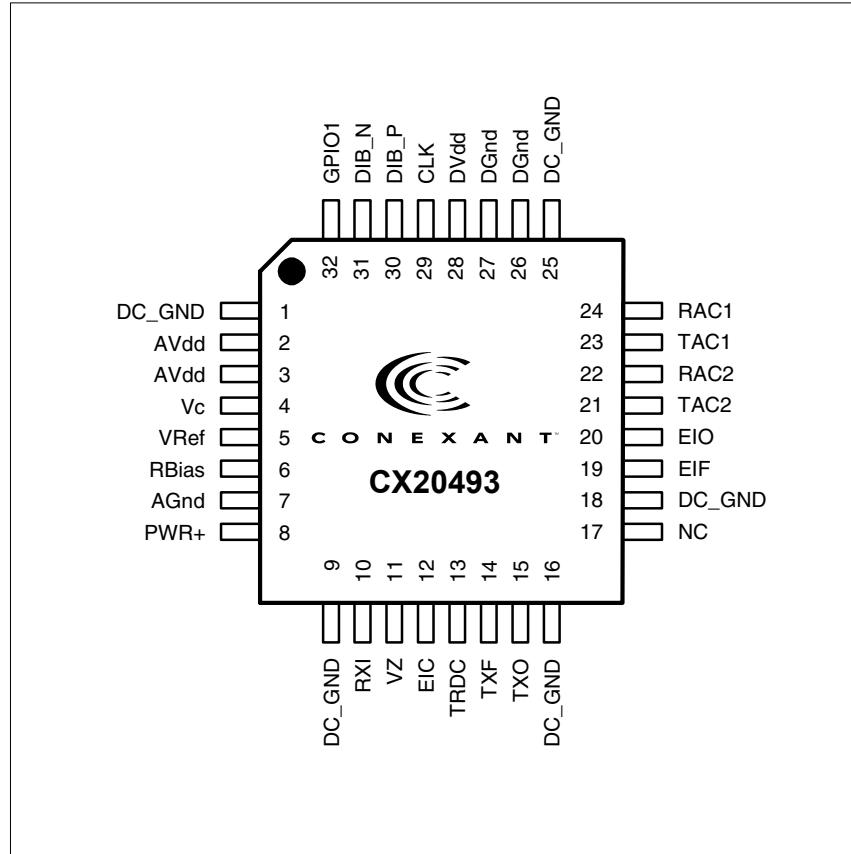 GPIO1
DIB_N
DIB_P
CLK
DVdd
DGnd
DGnd
DC_GND
32 31 30 29 28 27 26 25
DC_GND 1
AVdd 2
AVdd 3
Vc 4
VRef 5
RBias 6
AGnd 7
PWR+ 8
CONEXANT™
CX20493
24 RAC1
23 TAC1
22 RAC2
21 TAC2
20 EIO
19 EIF
18 DC_GND
17 NC
9 10 11 12 13 14 15 16
DC_GND
RXI
VZ
EIC
TRDC
TXF
TXO
DC_GND